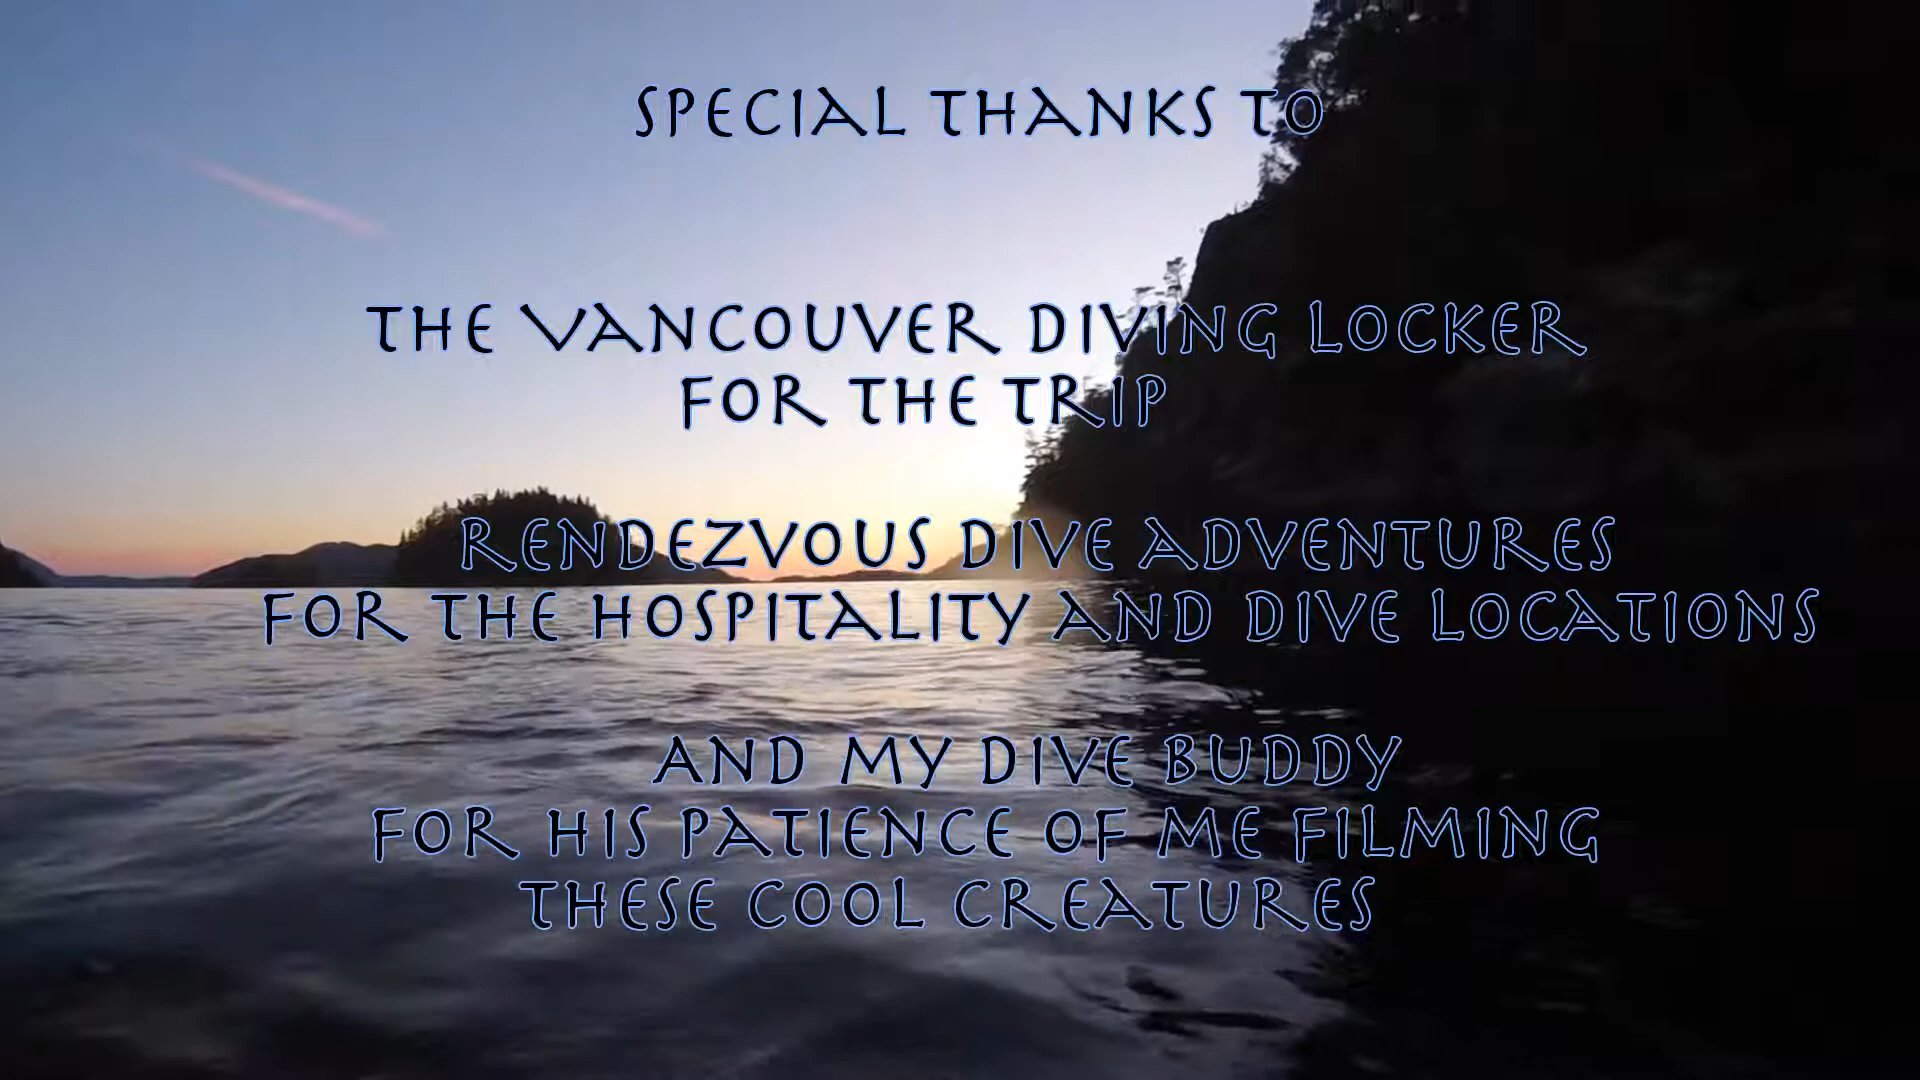 SPECIAL THANKS TO
THE VANCOUVER DIVING LOCKER
FOR THE TRIP
RENDEZVOUS DIVE ADVENTURES
FOR THE HOSPITALITY AND DIVE LOCATIONS
AND MY DIVE BUDDY
FOR HIS PATIENCE OF ME FILMING
THESE COOL CREATURES